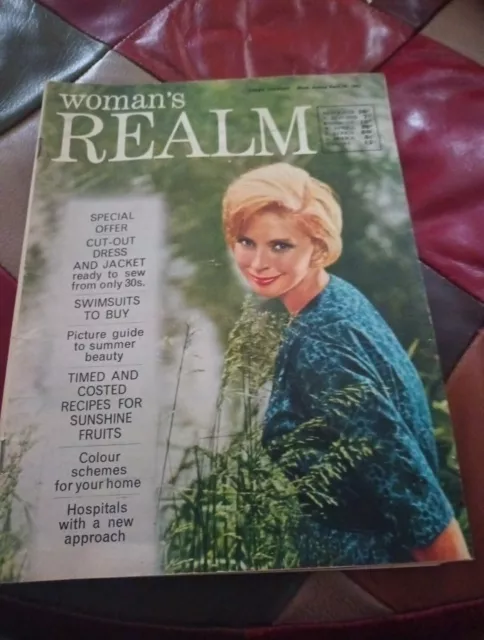 woman's
REALM
SPECIAL
OFFER
CUT-OUT
DRESS
AND JACKET
ready to sew
from only 30s.
SWIMSUITS
TO BUY
Picture guide
to summer
beauty
TIMED AND
COSTED
RECIPES FOR
SUNSHINE
FRUITS
Colour
schemes
for your home
Hospitals
with a new
approach